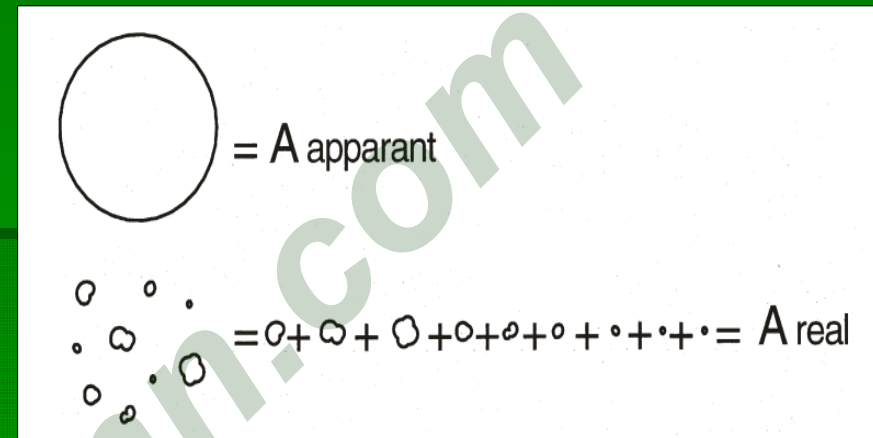 = A apparant
= + + + + + + + + = A real
n.com